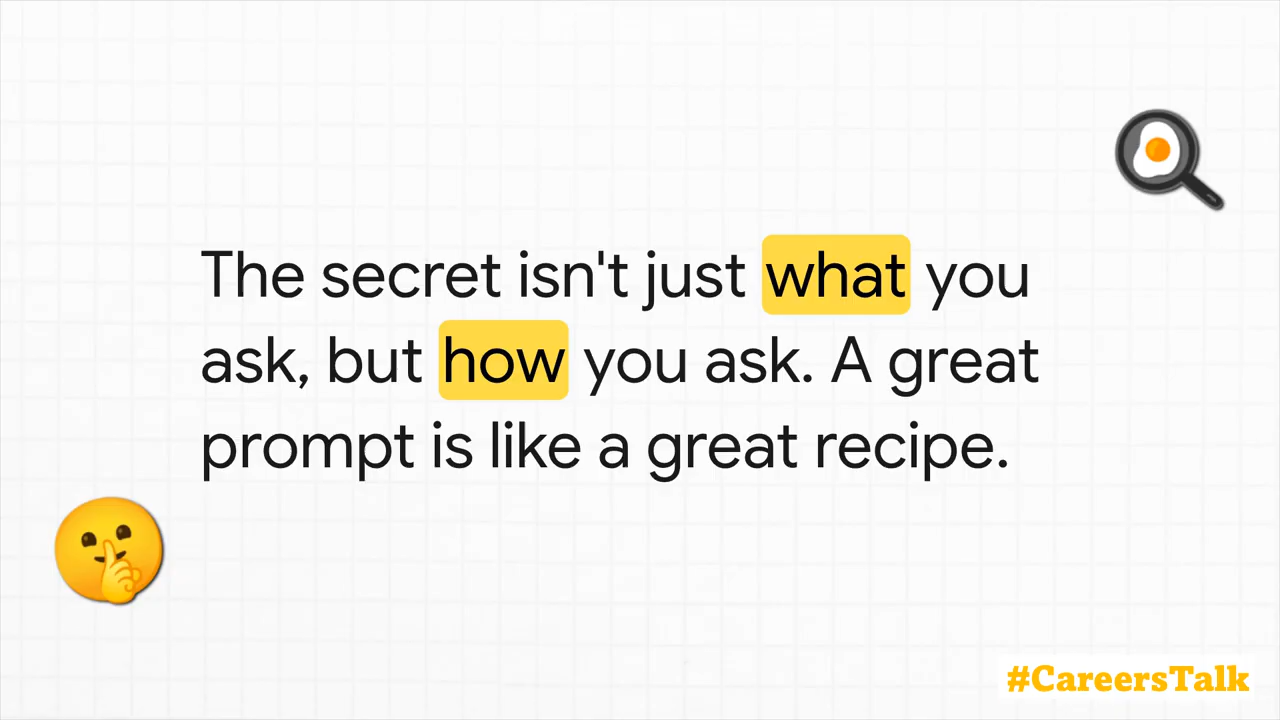 The secret isn't just what you
ask, but how you ask. A great
prompt is like a great recipe.
#CareersTalk